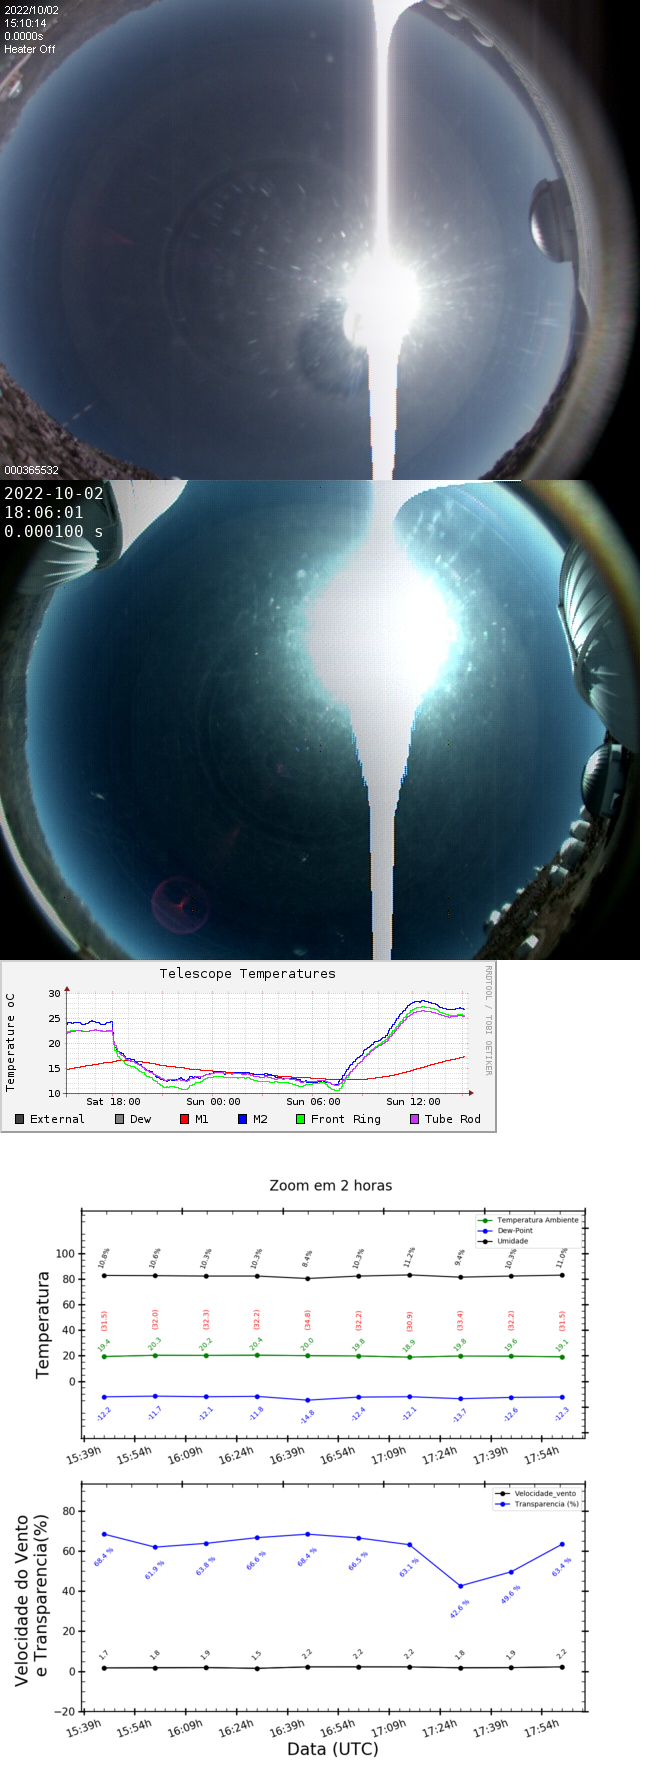 2022/10/02
15:10:14
0.0000s
Heater Off
000365532
2022-10-02
18:06:01
0.000100 s
Telescope Temperatures
RRDTOOL / TOBI OETIKER
Temperature oC
30
25
20
15
10
Sat 18:00 Sun 00:00 Sun 06:00 Sun 12:00
External Dew M1 M2 Front Ring Tube Rod
Zoom em 2 horas
Temperatura Ambiente
Dew-Point
Umidade
Temperatura
100
80
60
40
20
0
10.8% 10.6% 10.3% 10.3% 8.4% 10.3% 11.2% 9.4% 10.3% 11.0%
(31.5) (32.0) (32.3) (32.2) (34.8) (32.2) (30.9) (33.4) (32.2) (31.5)
19.4 20.3 20.2 20.4 20.0 19.8 18.9 19.8 19.6 19.1
-12.2 -11.7 -12.1 -11.8 -14.8 -12.4 -12.1 -13.7 -12.6 -12.3
15:39h 15:54h 16:09h 16:24h 16:39h 16:54h 17:09h 17:24h 17:39h 17:54h
Velocidade_vento
Transparencia (%)
Velocidade do Vento
e Transparencia(%)
80
60
40
20
0
−20
68.4 % 61.9 % 63.8 % 66.6 % 68.4 % 66.5 % 63.1 % 42.6 % 49.6 % 63.4 %
1.7 1.8 1.9 1.5 2.2 2.2 2.2 1.8 1.9 2.2
15:39h 15:54h 16:09h 16:24h 16:39h 16:54h 17:09h 17:24h 17:39h 17:54h
Data (UTC)